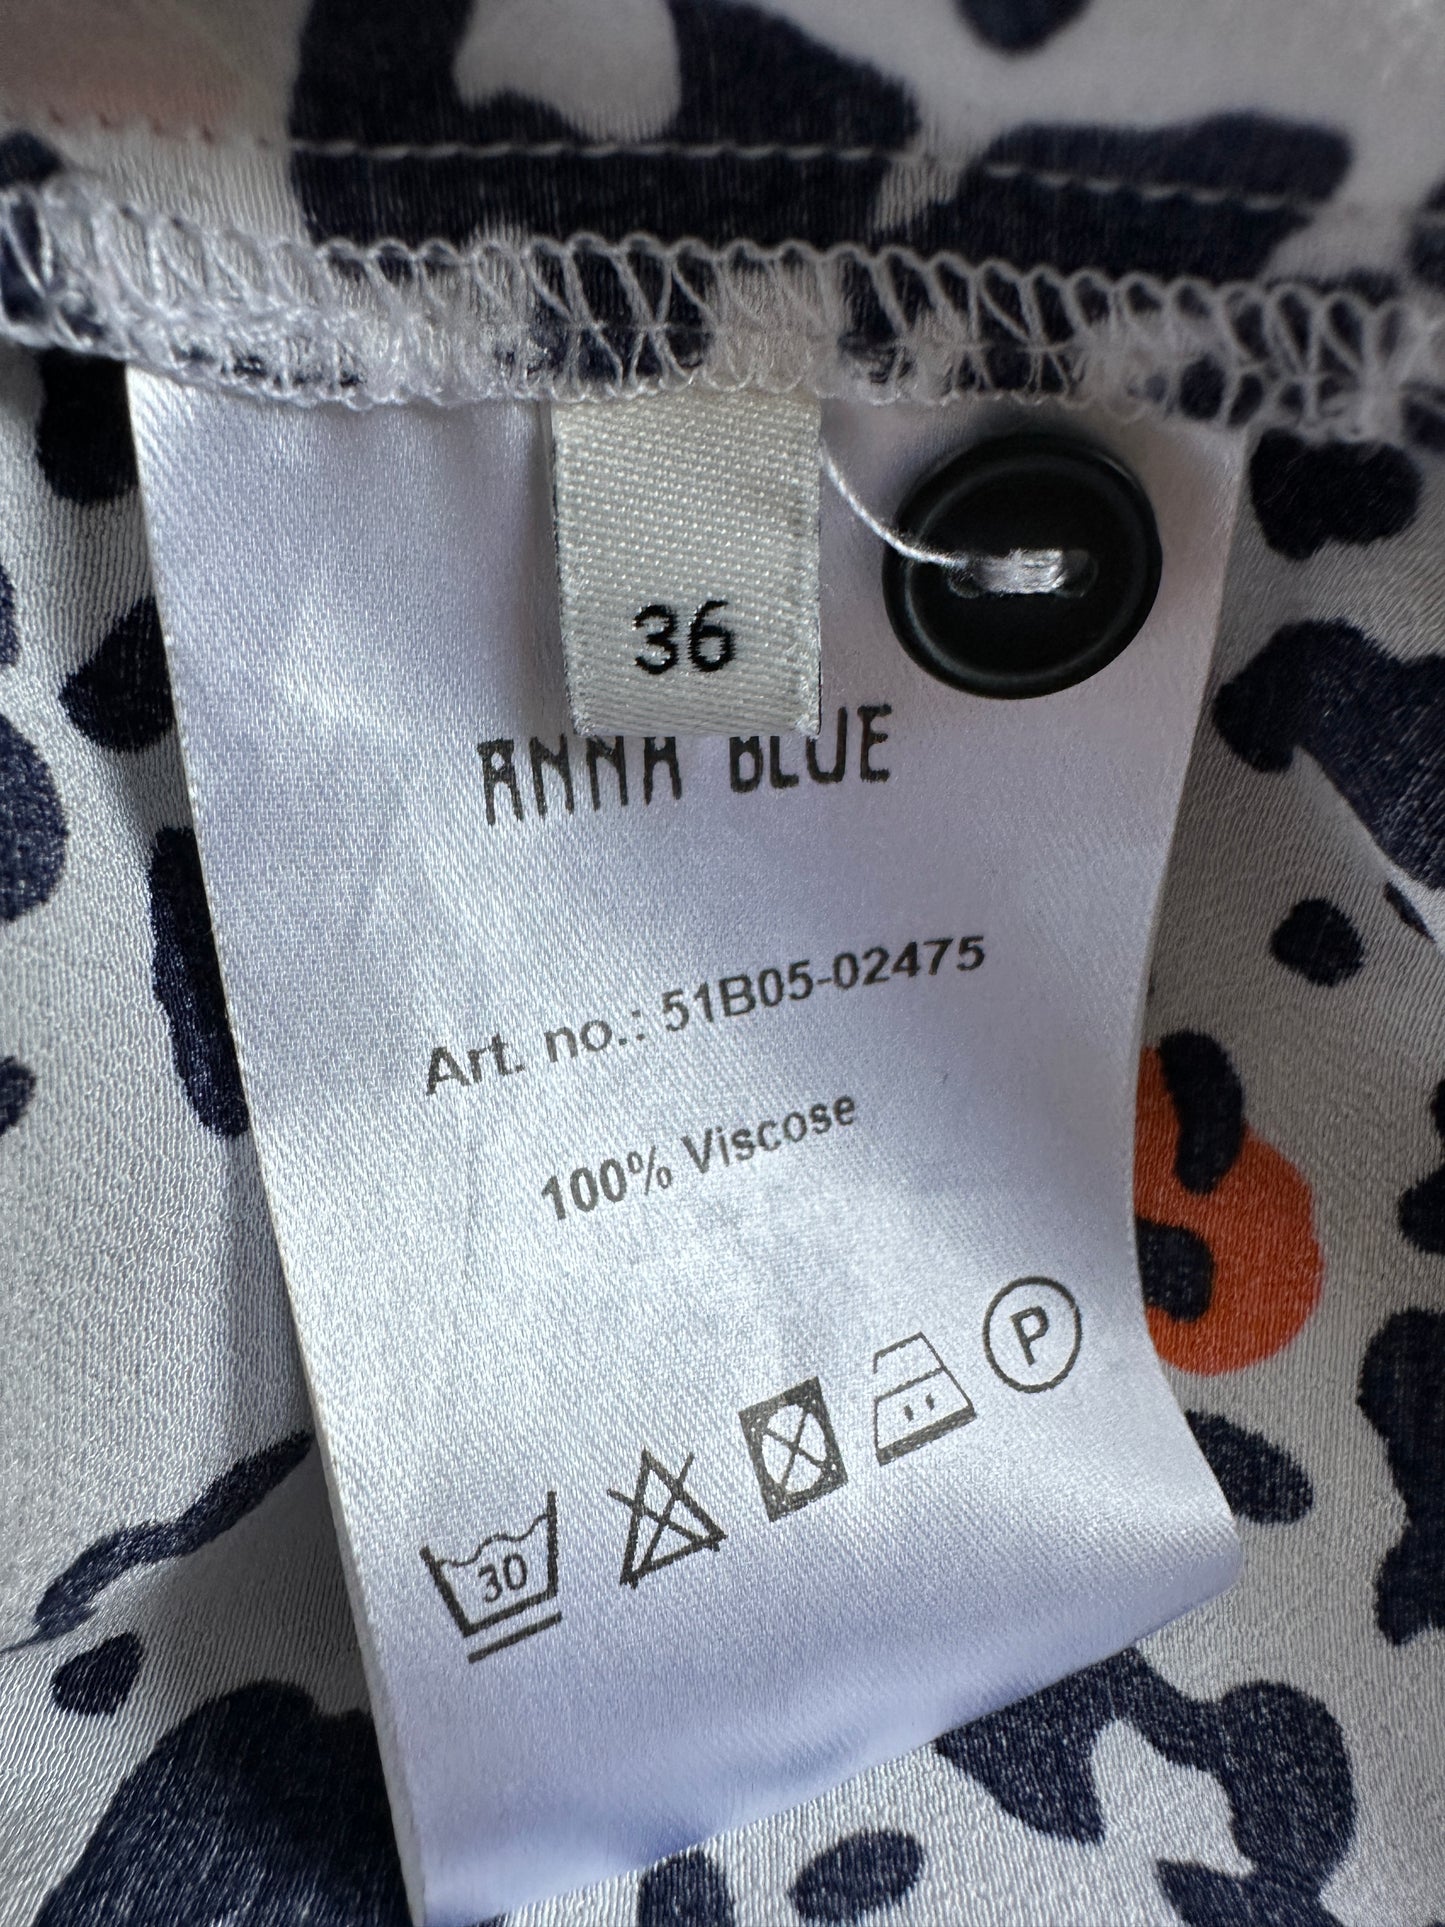 36
ANNA BLUE
Art. no.: 51B05-02475
100% Viscose
30
P